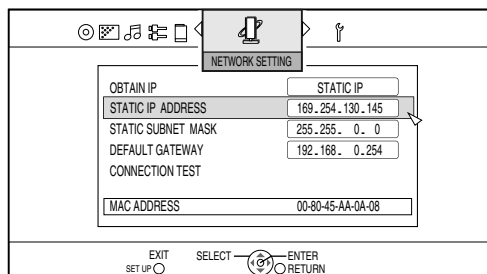 NETWORK SETTING
OBTAIN IP STATIC IP
STATIC IP ADDRESS 169.254.130.145
STATIC SUBNET MASK 255.255. 0. 0
DEFAULT GATEWAY 192.168. 0.254
CONNECTION TEST
MAC ADDRESS 00-80-45-AA-0A-08
EXIT SELECT ENTER
SET UP RETURN